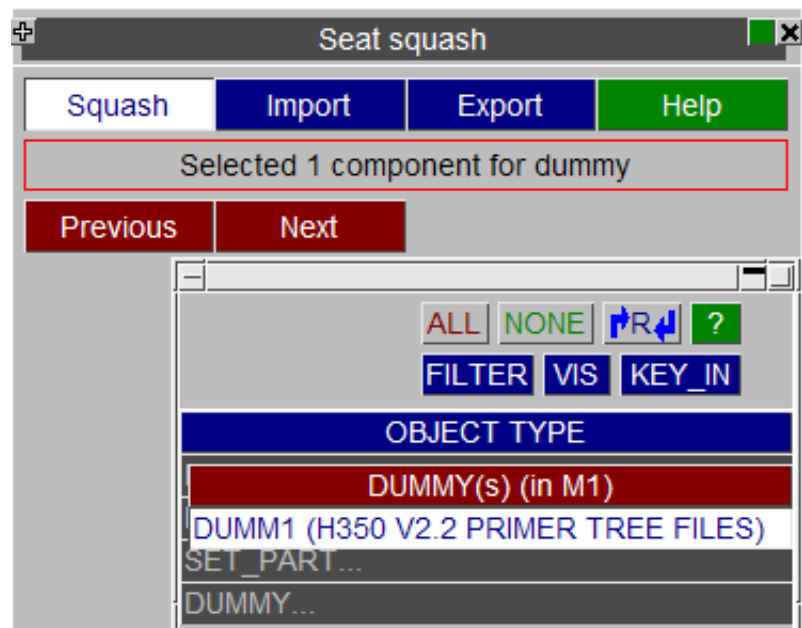 Seat squash
Squash Import Export Help
Selected 1 component for dummy
Previous Next
ALL NONE R ?
FILTER VIS KEY_IN
OBJECT TYPE
DUMMY(s) (in M1)
DUMM1 (H350 V2.2 PRIMER TREE FILES)
SET_PART...
DUMMY...